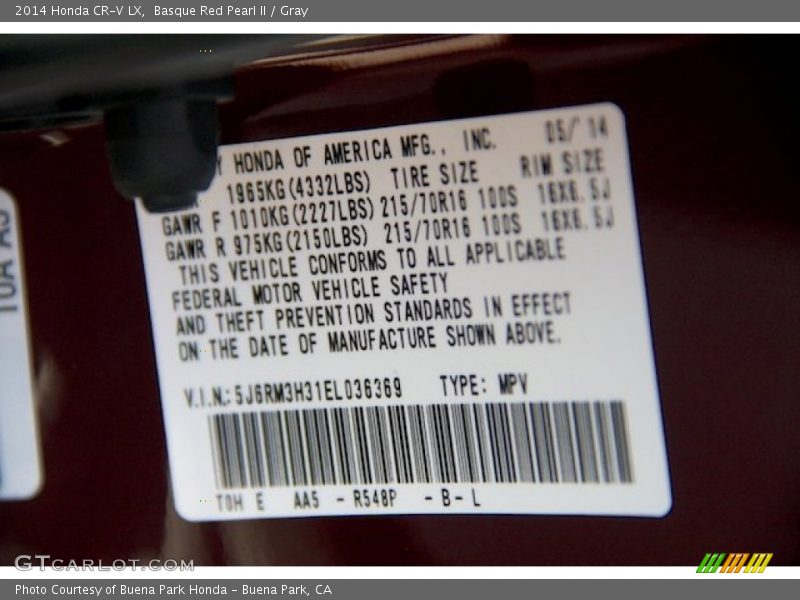 2014 Honda CR-V LX,  Basque Red Pearl II / Gray
Y HONDA OF AMERICA MFG., INC. 05/ 14
1965KG(4332LBS) TIRE SIZE RIM SIZE
GAWR F 1010KG(2227LBS) 215/70R16 100S 16X6.5J
GAWR R 975KG(2150LBS) 215/70R16 100S 16X6.5J
THIS VEHICLE CONFORMS TO ALL APPLICABLE
FEDERAL MOTOR VEHICLE SAFETY
AND THEFT PREVENTION STANDARDS IN EFFECT
ON THE DATE OF MANUFACTURE SHOWN ABOVE.
V.I.N.: 5J6RM3H31EL036369 TYPE: MPV
T0H E AA5 - R548P - B - L
GTCARLOT.COM
Photo Courtesy of Buena Park Honda - Buena Park, CA